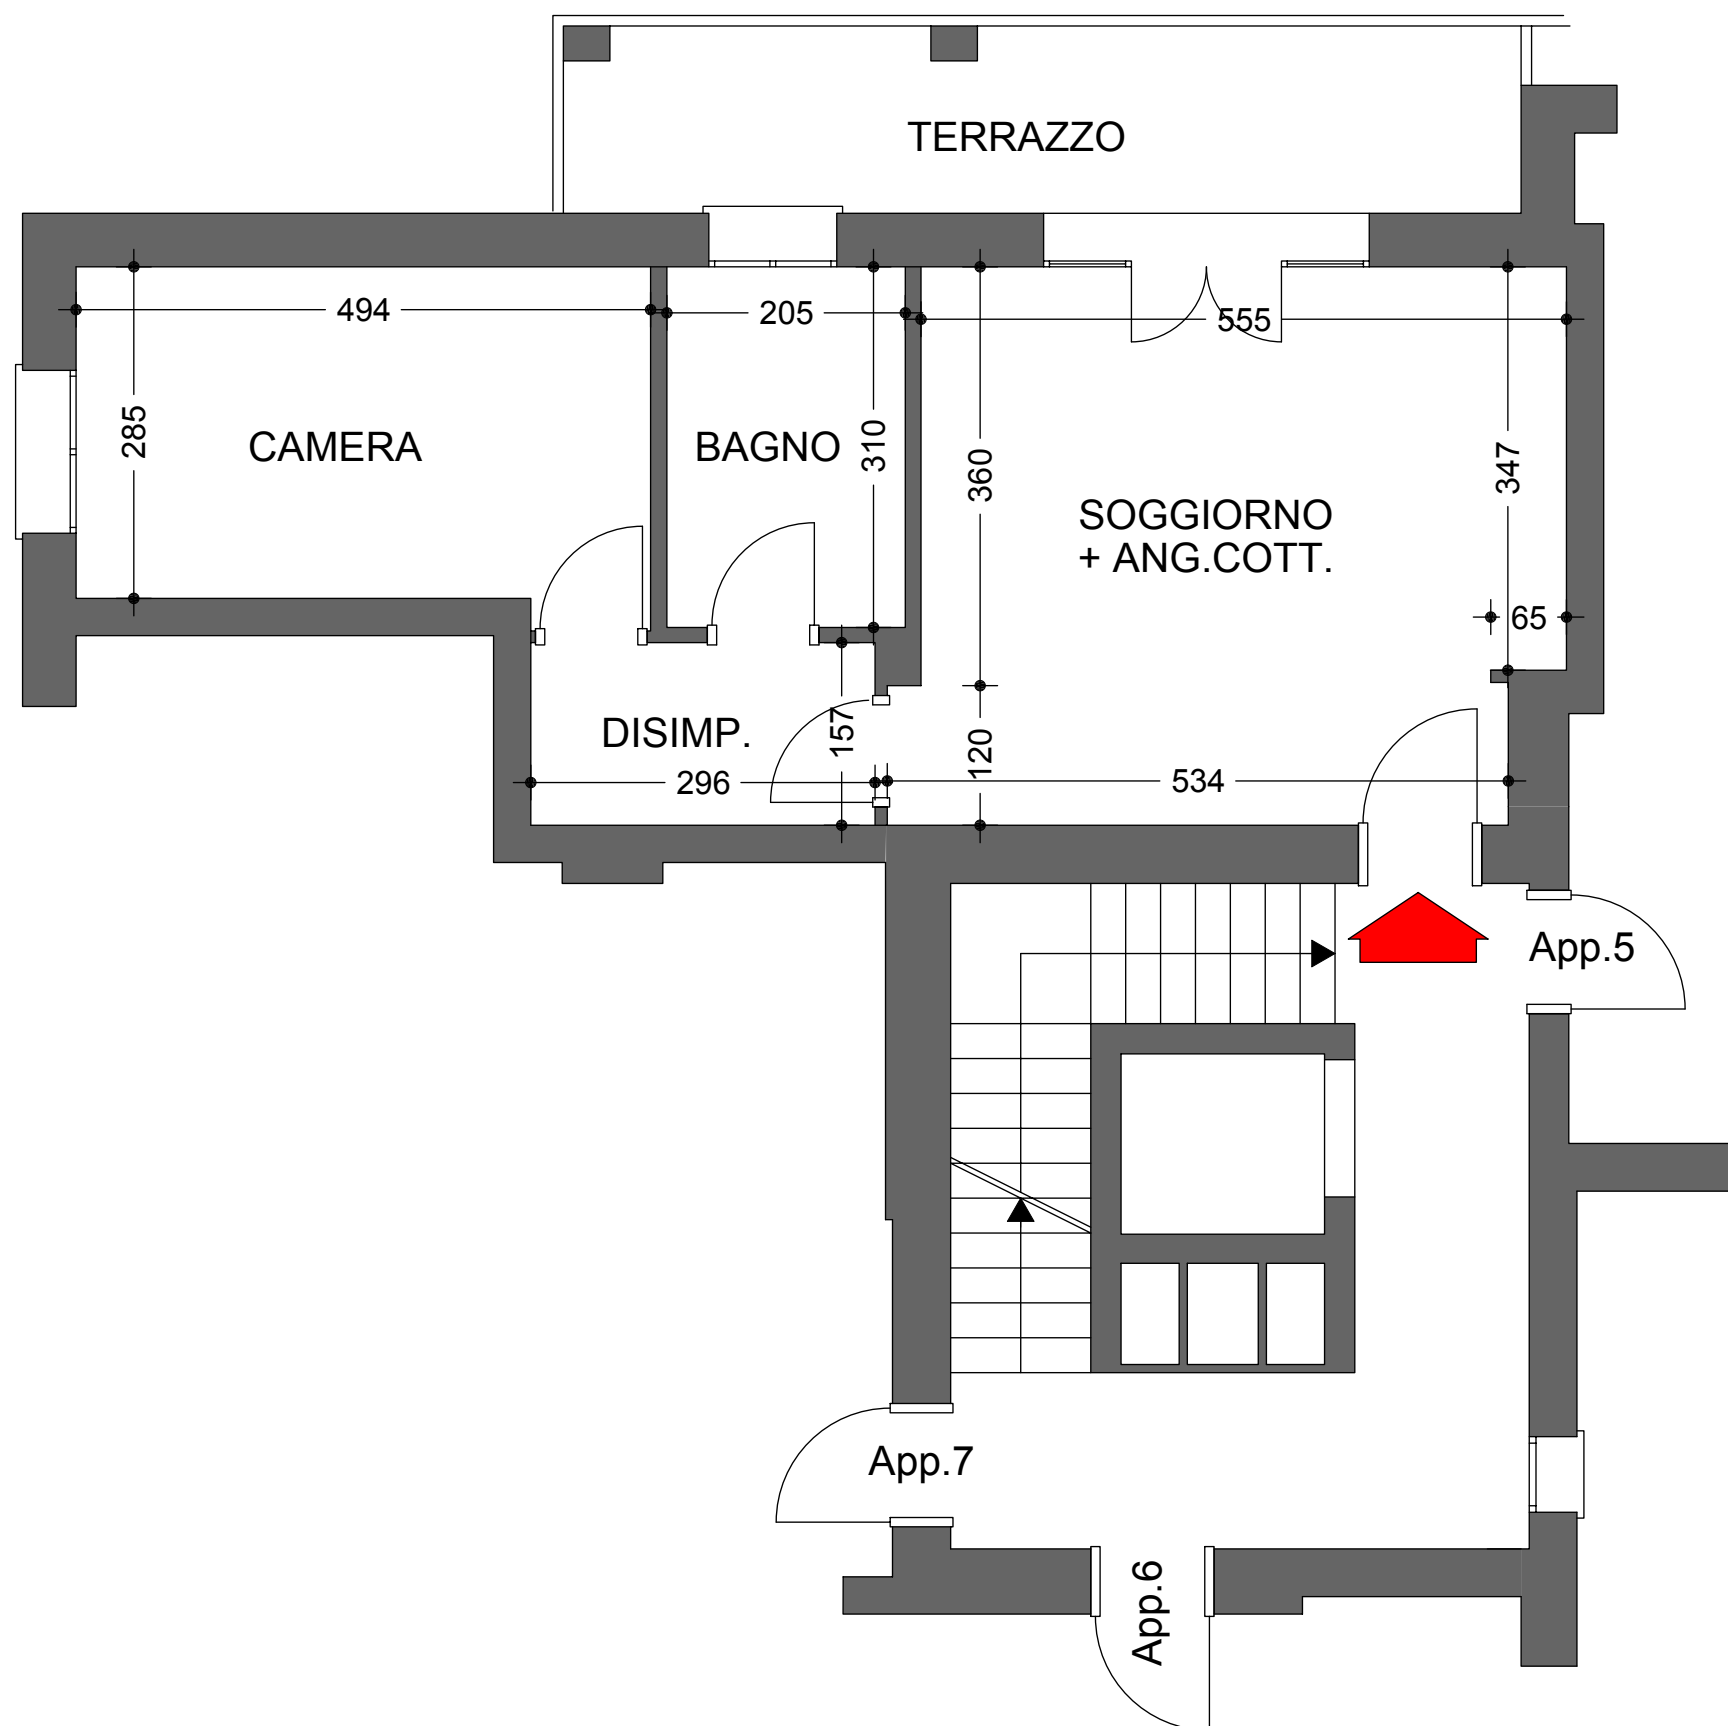 TERRAZZO
494
205
555
285
CAMERA
BAGNO
310
360
347
SOGGIORNO
+ ANG.COTT.
65
DISIMP.
157
120
296
534
App.5
App.7
App.6